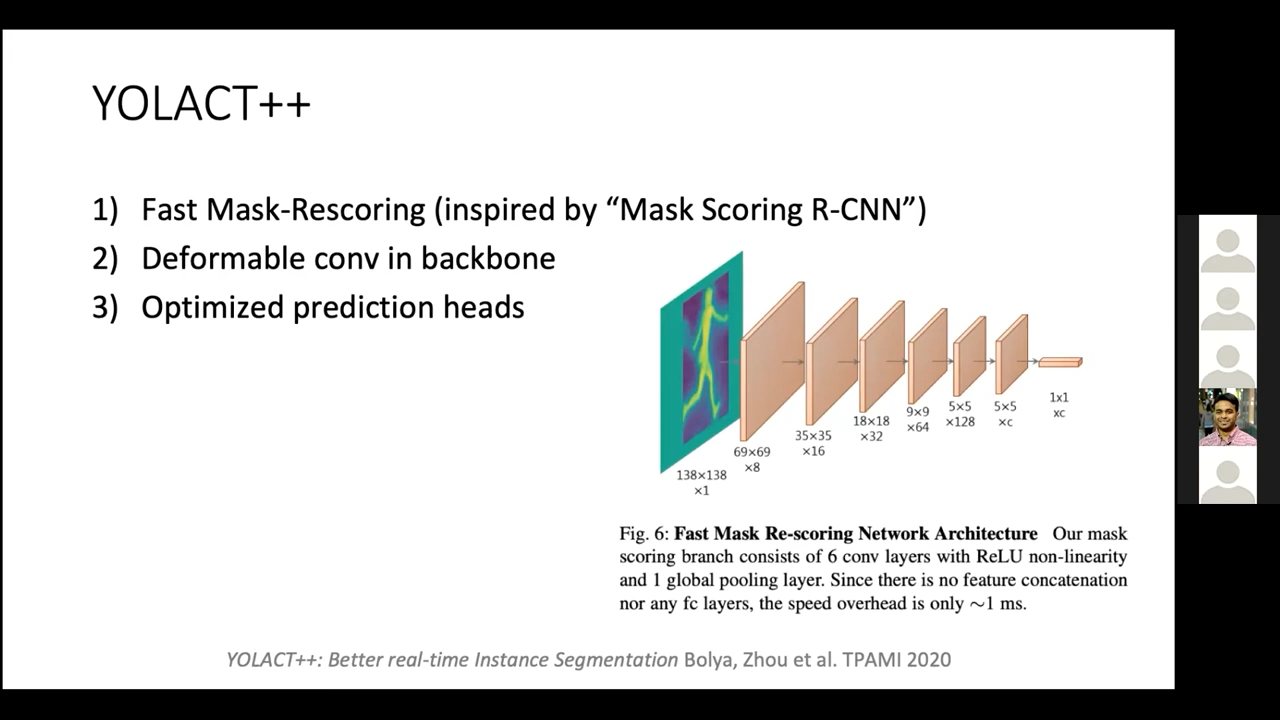 YOLACT++
1) Fast Mask-Rescoring (inspired by “Mask Scoring R-CNN”)
2) Deformable conv in backbone
3) Optimized prediction heads
138×138
×1
69×69
×8
35×35
×16
18×18
×32
9×9
×64
5×5
×128
5×5
×c
1x1
xc
Fig. 6: Fast Mask Re-scoring Network Architecture Our mask
scoring branch consists of 6 conv layers with ReLU non-linearity
and 1 global pooling layer. Since there is no feature concatenation
nor any fc layers, the speed overhead is only ∼1 ms.
YOLACT++: Better real-time Instance Segmentation Bolya, Zhou et al. TPAMI 2020